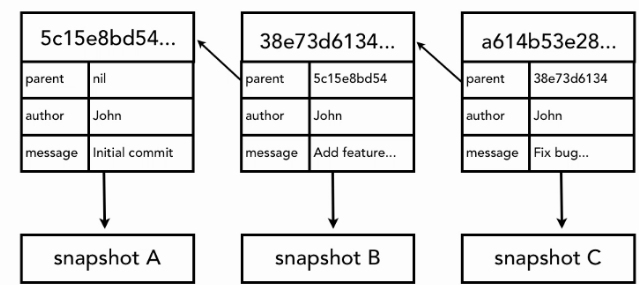 5c15e8bd54...
parent nil
author John
message Initial commit
snapshot A
38e73d6134...
parent 5c15e8bd54
author John
message Add feature...
snapshot B
a614b53e28...
parent 38e73d6134
author John
message Fix bug...
snapshot C